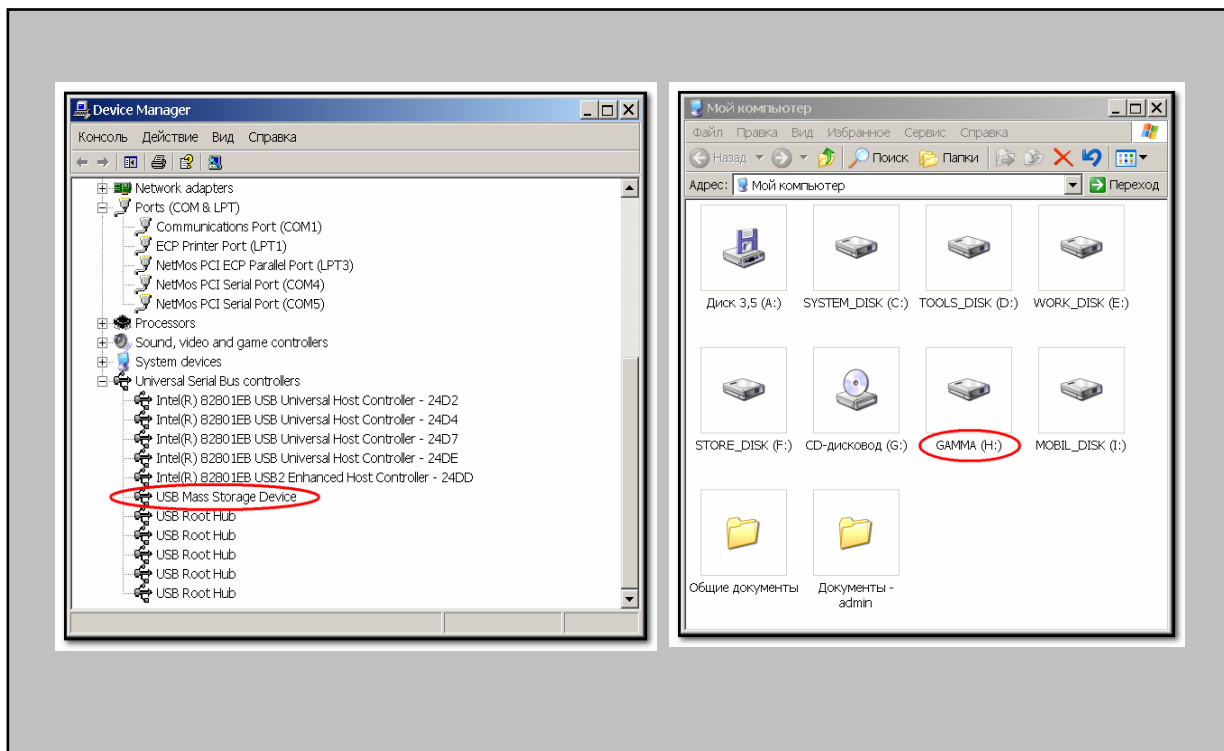 Device Manager
Консоль Действие Вид Справка
Network adapters
Ports (COM & LPT)
Communications Port (COM1)
ECP Printer Port (LPT1)
NetMos PCI ECP Parallel Port (LPT3)
NetMos PCI Serial Port (COM4)
NetMos PCI Serial Port (COM5)
Processors
Sound, video and game controllers
System devices
Universal Serial Bus controllers
Intel(R) 82801EB USB Universal Host Controller - 24D2
Intel(R) 82801EB USB Universal Host Controller - 24D4
Intel(R) 82801EB USB Universal Host Controller - 24D7
Intel(R) 82801EB USB Universal Host Controller - 24DE
Intel(R) 82801EB USB2 Enhanced Host Controller - 24DD
USB Mass Storage Device
USB Root Hub
USB Root Hub
USB Root Hub
USB Root Hub
USB Root Hub
Мой компьютер
Файл Правка Вид Избранное Сервис Справка
Назад Поиск Папки
Адрес: Мой компьютер Переход
Диск 3,5 (A:) SYSTEM_DISK (C:) TOOLS_DISK (D:) WORK_DISK (E:)
STORE_DISK (F:) CD-дисковод (G:) GAMMA (H:) MOBIL_DISK (I:)
Общие документы Документы -
admin